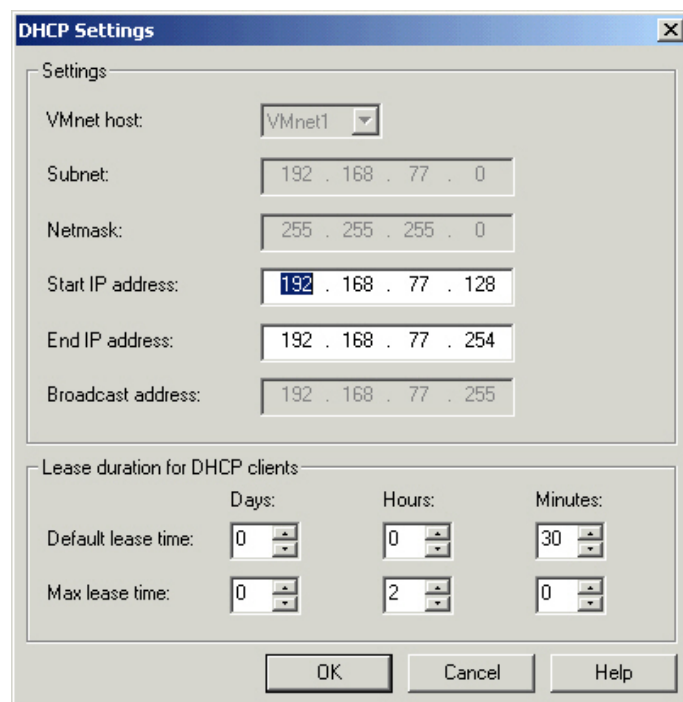 DHCP Settings
Settings
VMnet host: VMnet1
Subnet: 192 . 168 . 77 . 0
Netmask: 255 . 255 . 255 . 0
Start IP address: 192 . 168 . 77 . 128
End IP address: 192 . 168 . 77 . 254
Broadcast address: 192 . 168 . 77 . 255
Lease duration for DHCP clients
Days: Hours: Minutes:
Default lease time: 0 0 30
Max lease time: 0 2 0
OK Cancel Help